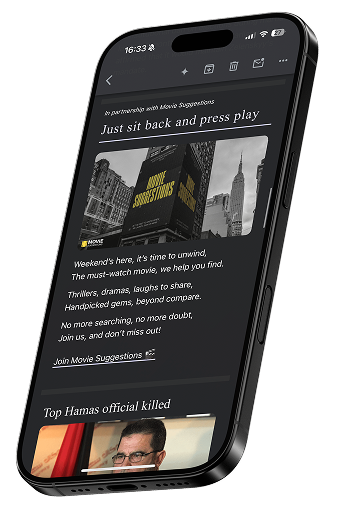 16:33
27
In partnership with Movie Suggestions
Just sit back and press play
MOVIE
SUGGESTIONS
MOVIE
Weekend's here, it's time to unwind,
The must-watch movie, we help you find.
Thrillers, dramas, laughs to share,
Handpicked gems, beyond compare.
No more searching, no more doubt,
Join us, and don't miss out!
Join Movie Suggestions
Top Hamas official killed